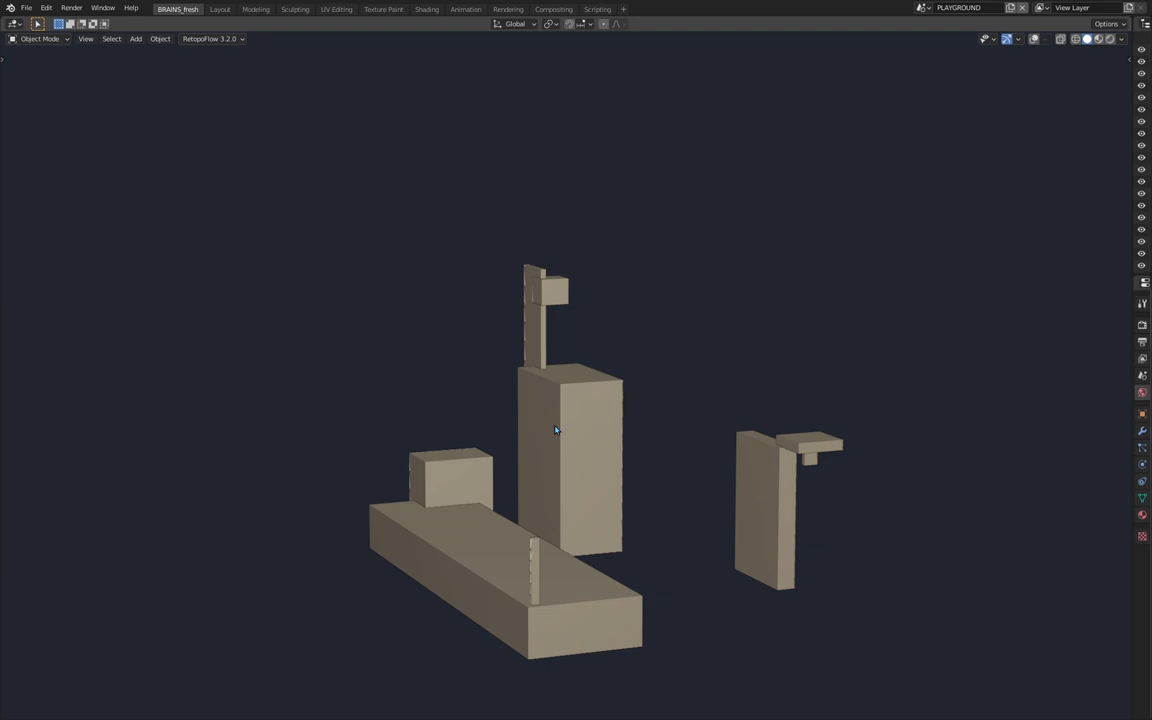 File Edit Render Window Help BRAINS_fresh Layout Modeling Sculpting UV Editing Texture Paint Shading Animation Rendering Compositing Scripting + PLAYGROUND View Layer
Global Options
Object Mode View Select Add Object RetopoFlow 3.2.0